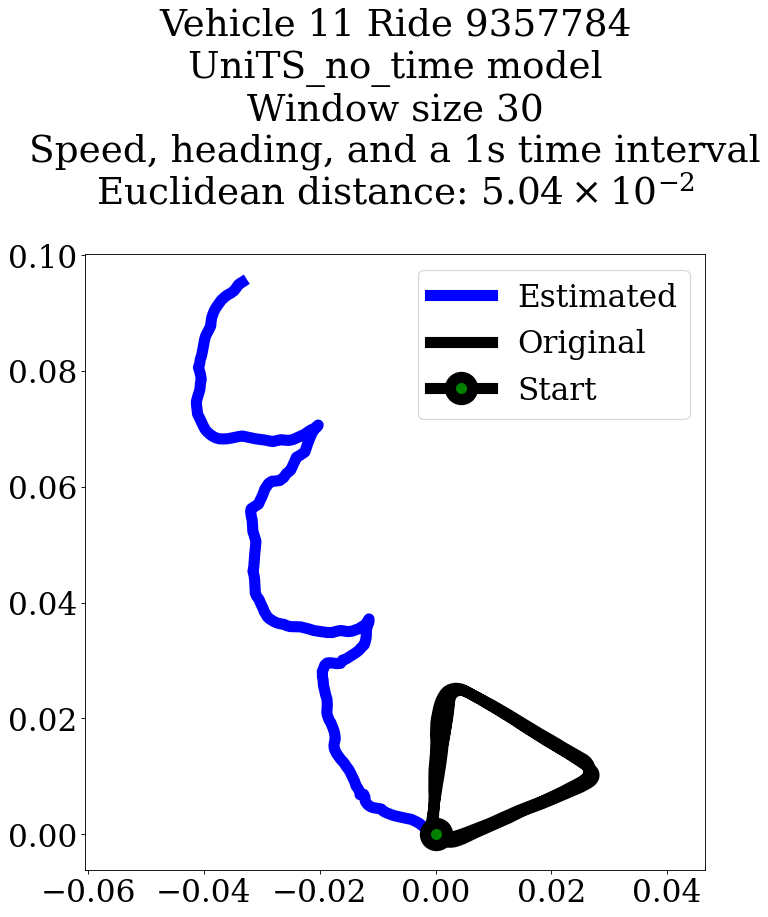 Vehicle 11 Ride 9357784
UniTS_no_time model
Window size 30
Speed, heading, and a 1s time interval
Euclidean distance: 5.04 × 10⁻²
0.10
0.08
0.06
0.04
0.02
0.00
Estimated
Original
Start
−0.06 −0.04 −0.02 0.00 0.02 0.04